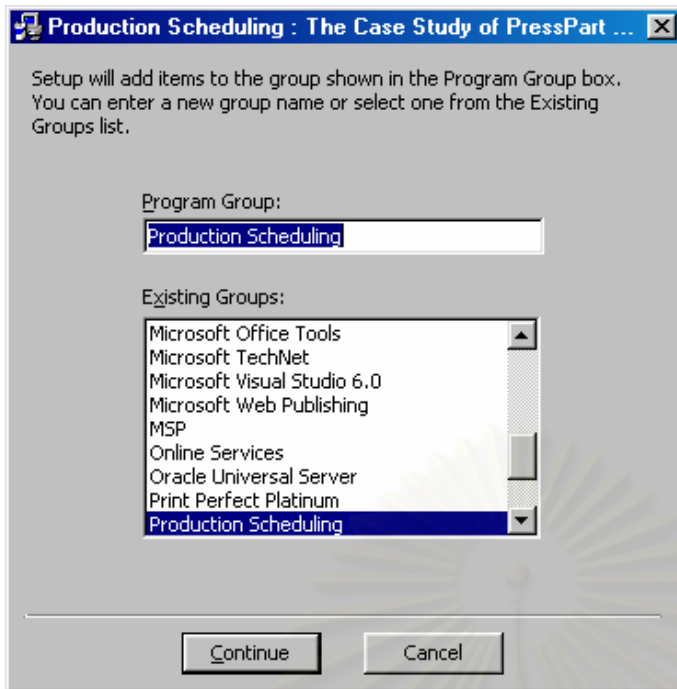 Production Scheduling : The Case Study of PressPart ...
Setup will add items to the group shown in the Program Group box.
You can enter a new group name or select one from the Existing
Groups list.
Program Group:
Production Scheduling
Existing Groups:
Microsoft Office Tools
Microsoft TechNet
Microsoft Visual Studio 6.0
Microsoft Web Publishing
MSP
Online Services
Oracle Universal Server
Print Perfect Platinum
Production Scheduling
Continue
Cancel